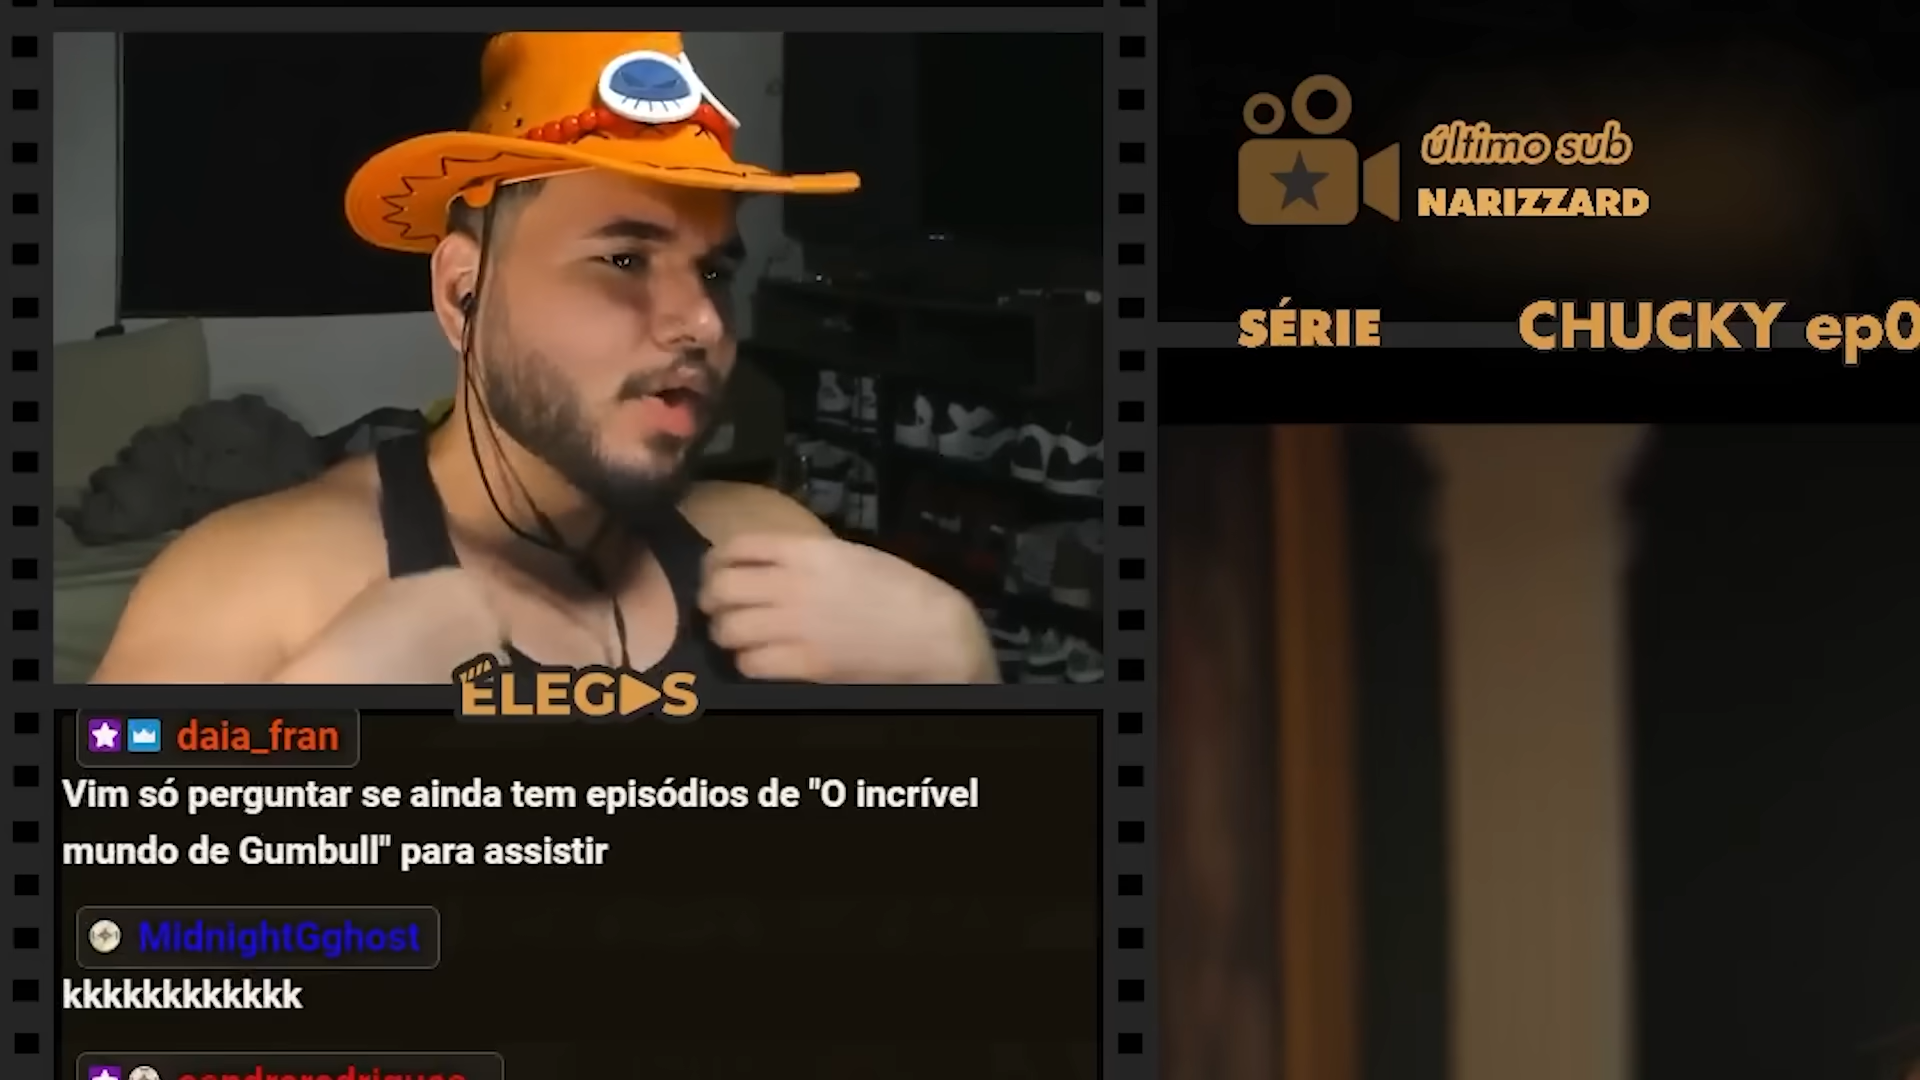 último sub
NARIZZARD
SÉRIE
CHUCKY ep0
ELEGOS
daia_fran
Vim só perguntar se ainda tem episódios de "O incrível
mundo de Gumbull" para assistir
MidnightGghost
kkkkkkkkkkkk